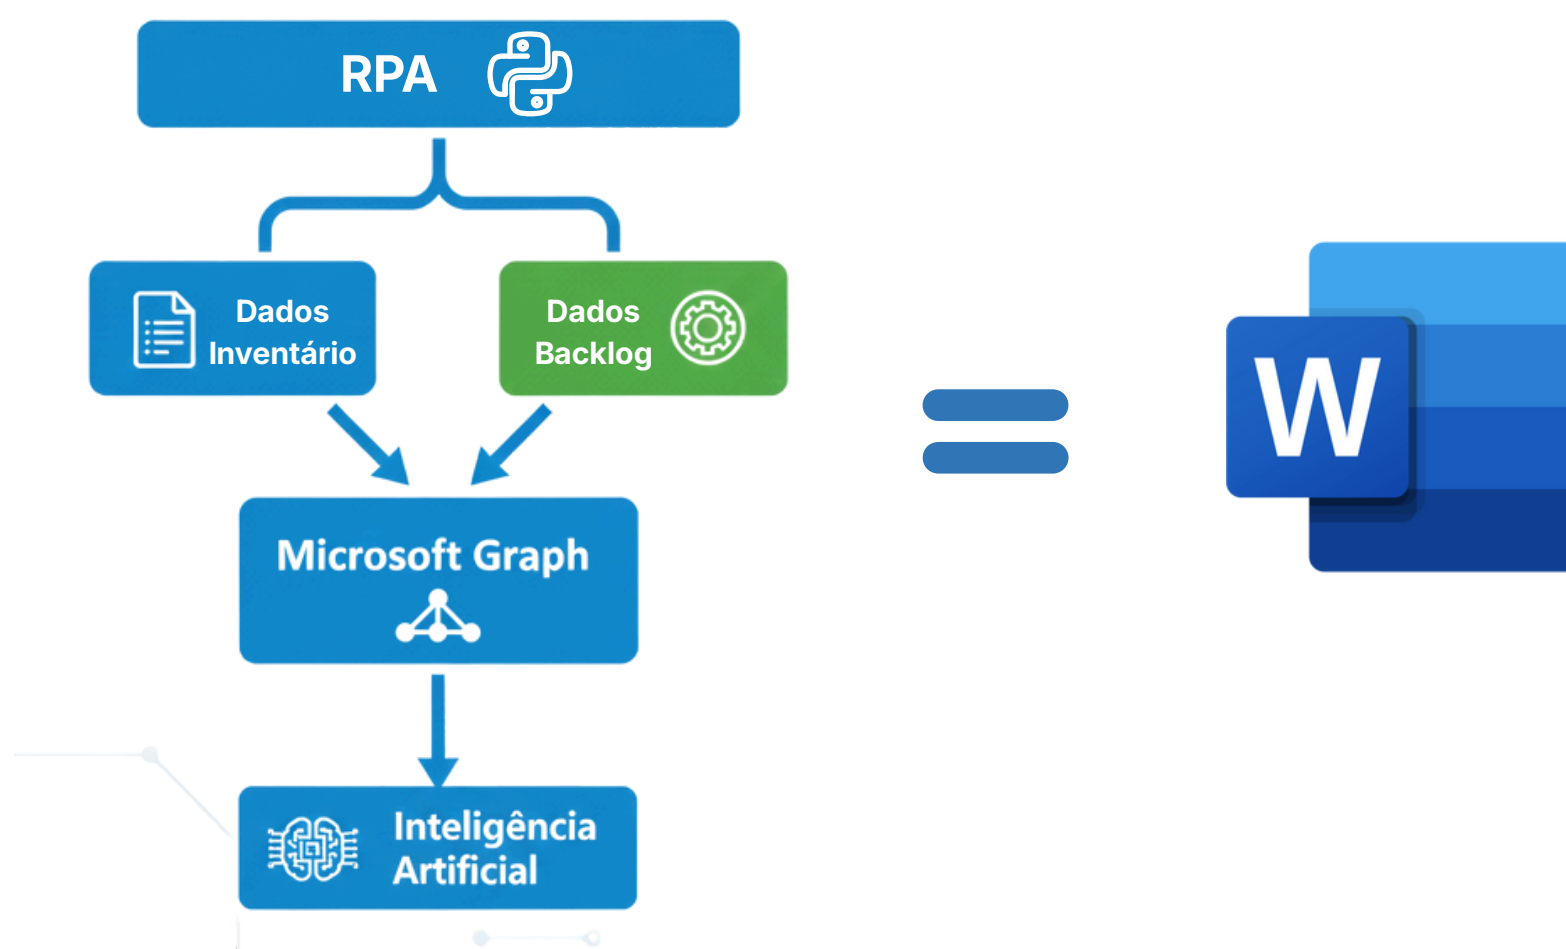 RPA
Dados
Inventário
Dados
Backlog
Microsoft Graph
Inteligência
Artificial
W